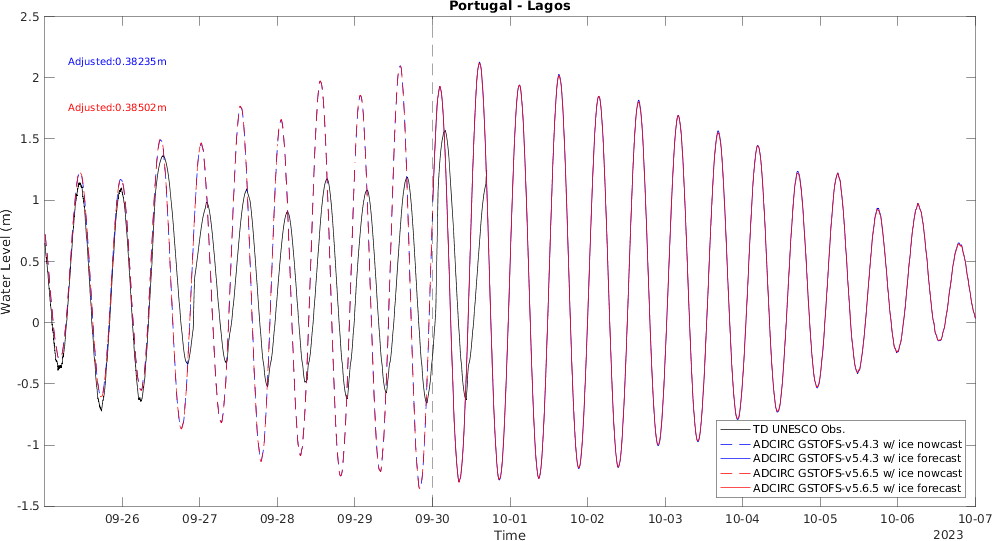 Portugal - Lagos
Adjusted:0.38235m
Adjusted:0.38502m
Water Level (m)
2.5
2
1.5
1
0.5
0
-0.5
-1
-1.5
TD UNESCO Obs.
ADCIRC GSTOFS-v5.4.3 w/ ice nowcast
ADCIRC GSTOFS-v5.4.3 w/ ice forecast
ADCIRC GSTOFS-v5.6.5 w/ ice nowcast
ADCIRC GSTOFS-v5.6.5 w/ ice forecast
09-26 09-27 09-28 09-29 09-30 10-01 10-02 10-03 10-04 10-05 10-06 10-07
Time
2023